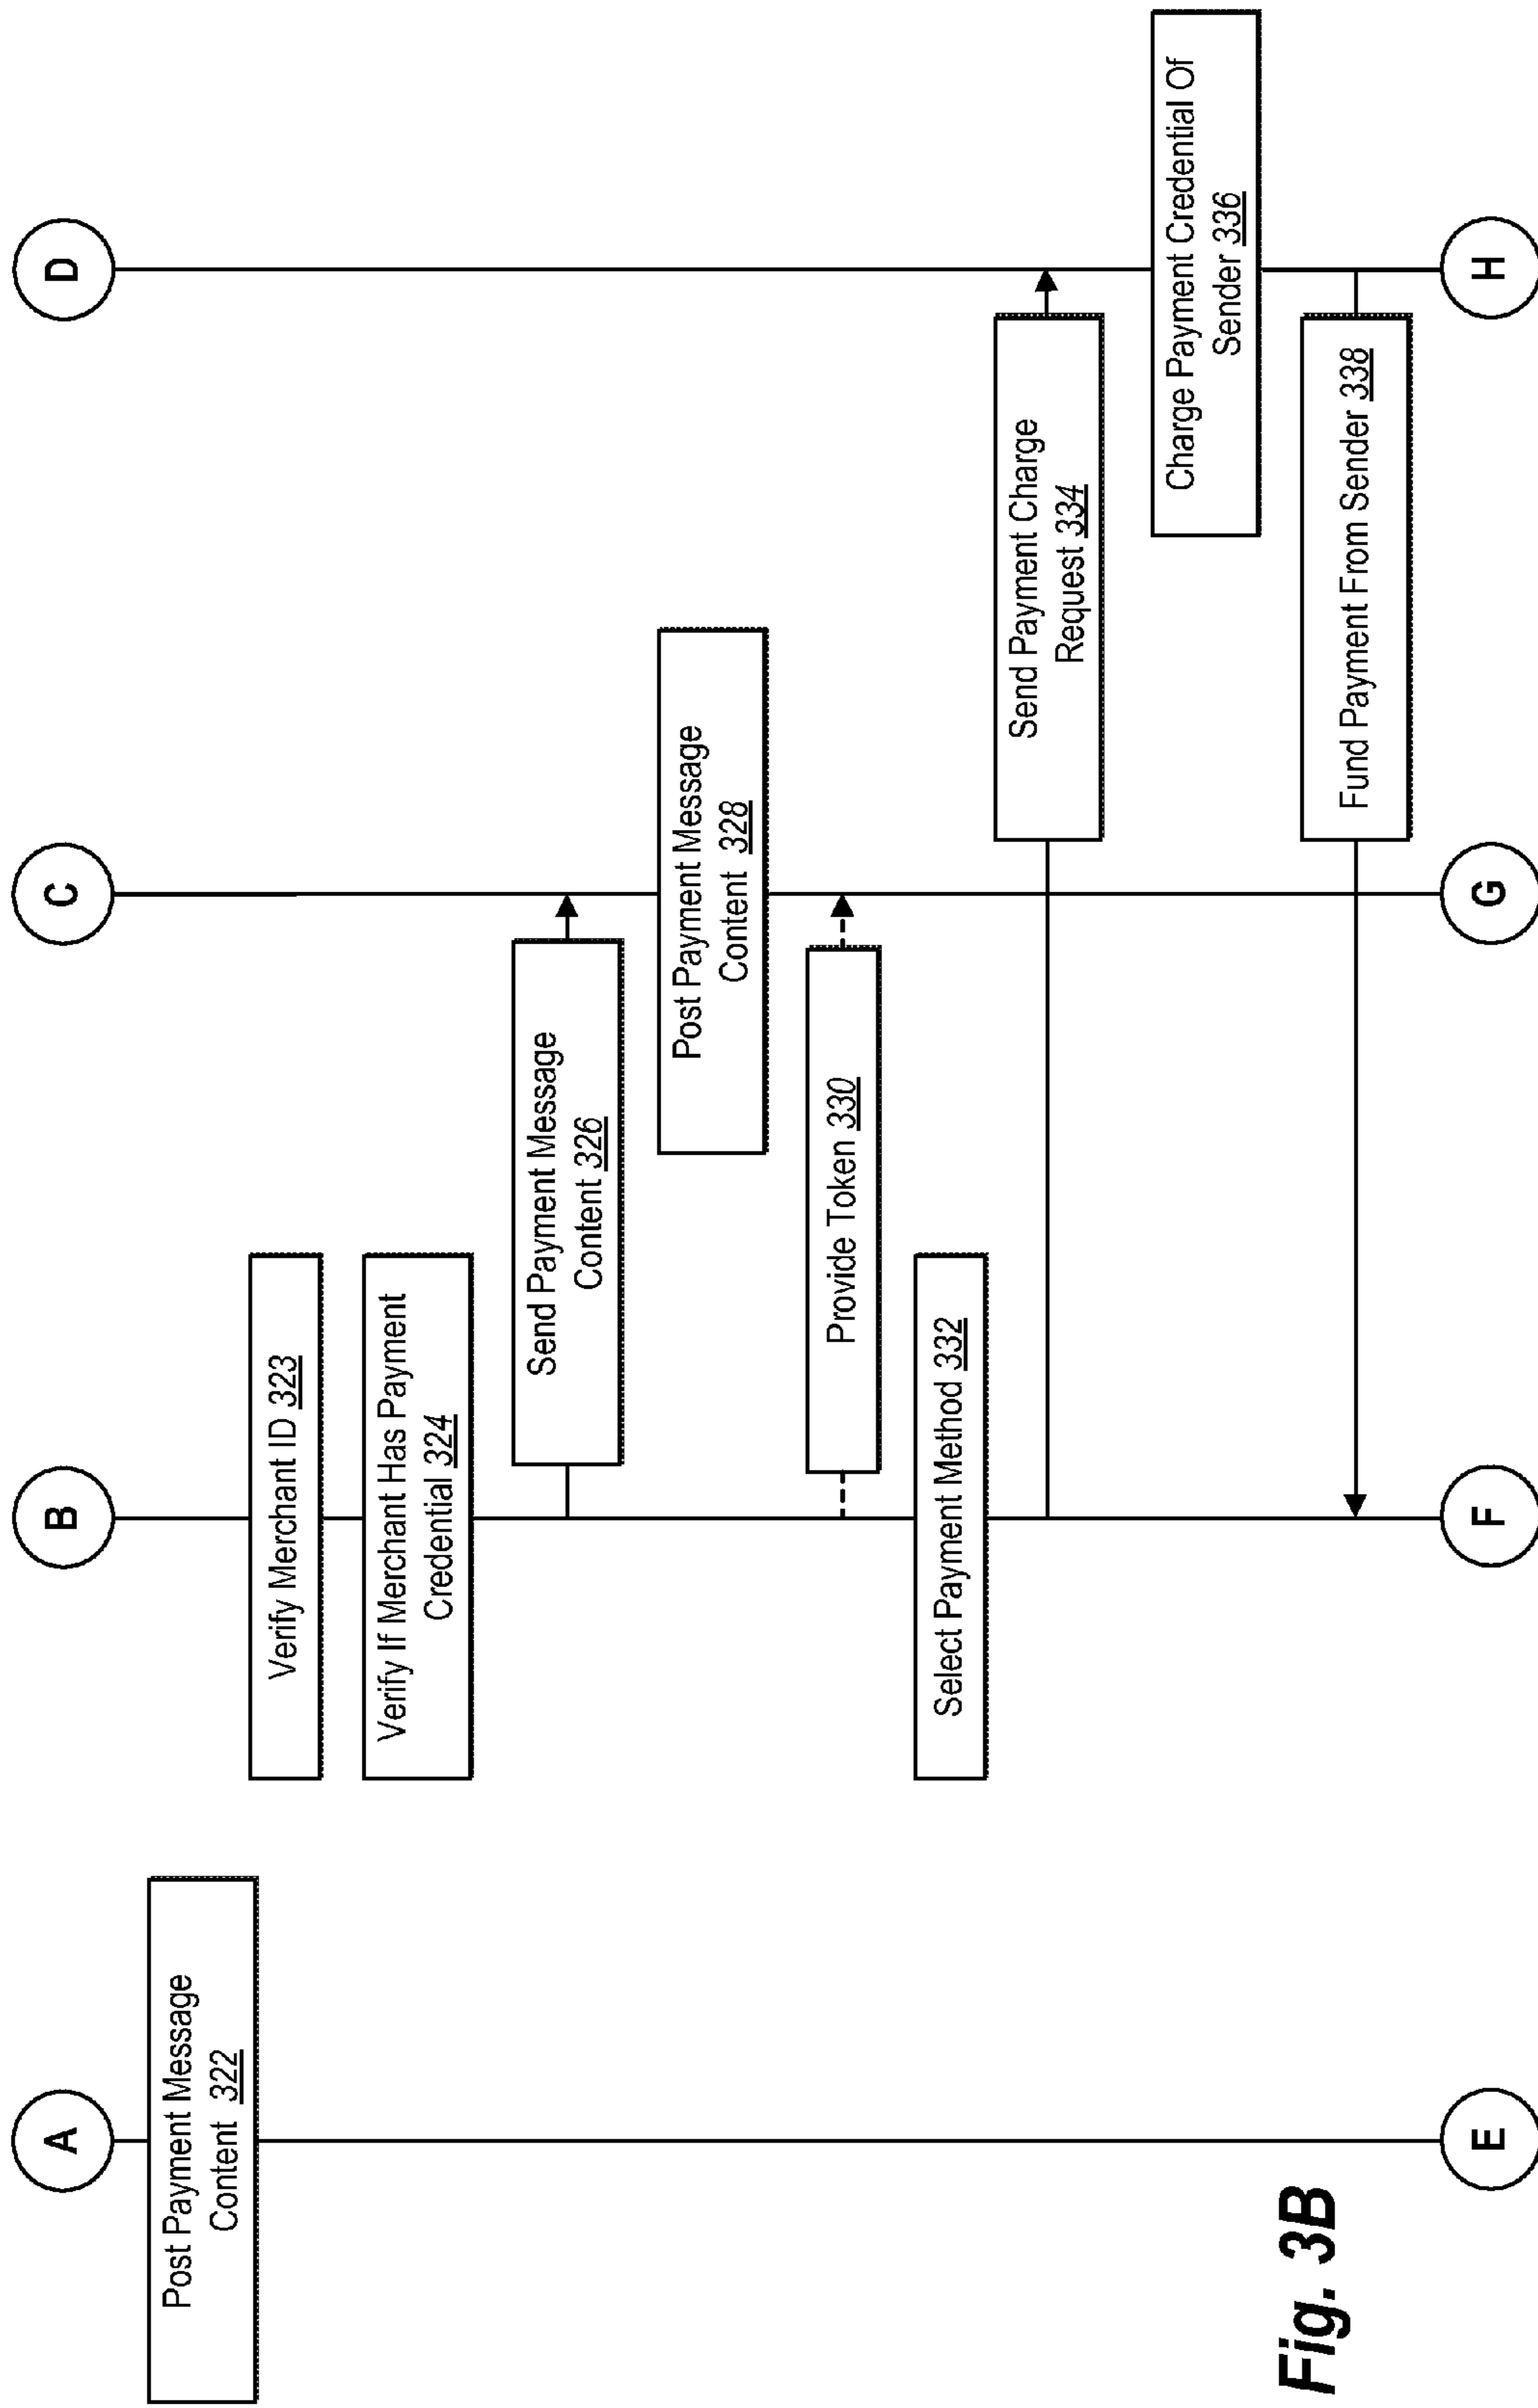 A
B
C
D
Post Payment Message
Content 322
Verify Merchant ID 323
Verify If Merchant Has Payment
Credential 324
Send Payment Message
Content 326
Post Payment Message
Content 328
Provide Token 330
Select Payment Method 332
Send Payment Charge
Request 334
Charge Payment Credential Of
Sender 336
Fund Payment From Sender 338
E
F
G
H
Fig. 3B